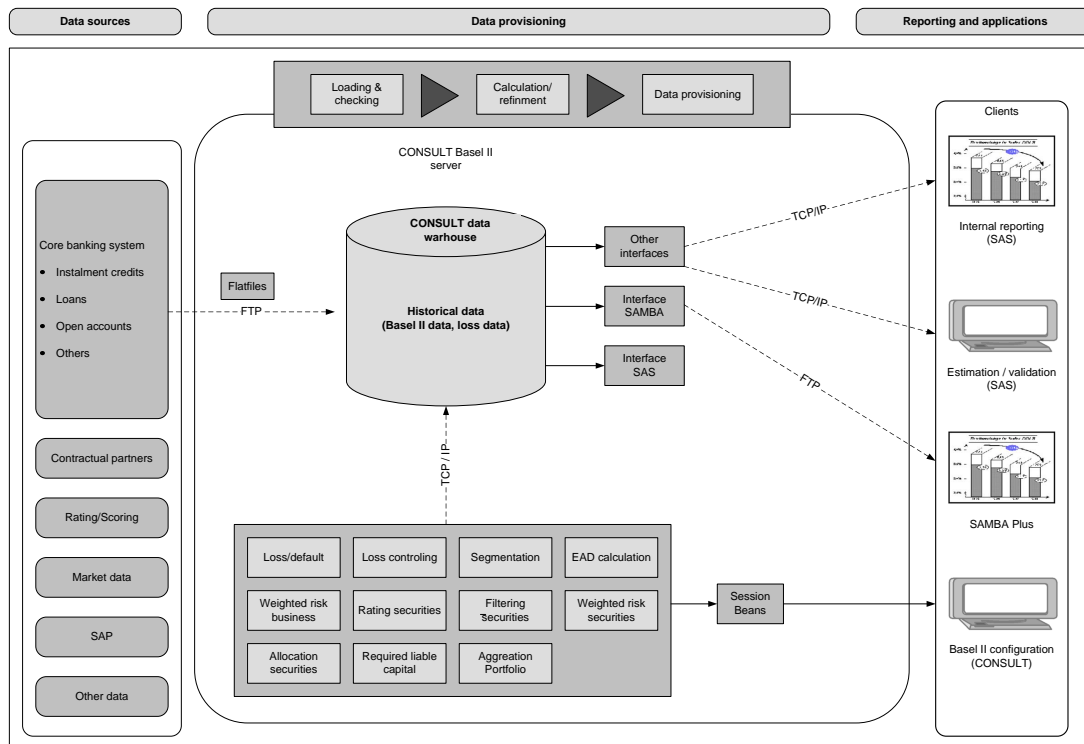 Data sources
Data provisioning
Reporting and applications
Loading &
checking
Calculation/
refinment
Data provisioning
CONSULT Basel II
server
Core banking system
• Instalment credits
• Loans
• Open accounts
• Others
Contractual partners
Rating/Scoring
Market data
SAP
Other data
Flatfiles
FTP
CONSULT data
warhouse
Historical data
(Basel II data, loss data)
Other
interfaces
Interface
SAMBA
Interface
SAS
TCP/IP
TCP/IP
FTP
TCP / IP
Loss/default
Loss controling
Segmentation
EAD calculation
Weighted risk
business
Rating securities
Filtering
securities
Weighted risk
securities
Allocation
securities
Required liable
capital
Aggreation
Portfolio
Session
Beans
Clients
Internal reporting
(SAS)
Estimation / validation
(SAS)
SAMBA Plus
Basel II configuration
(CONSULT)